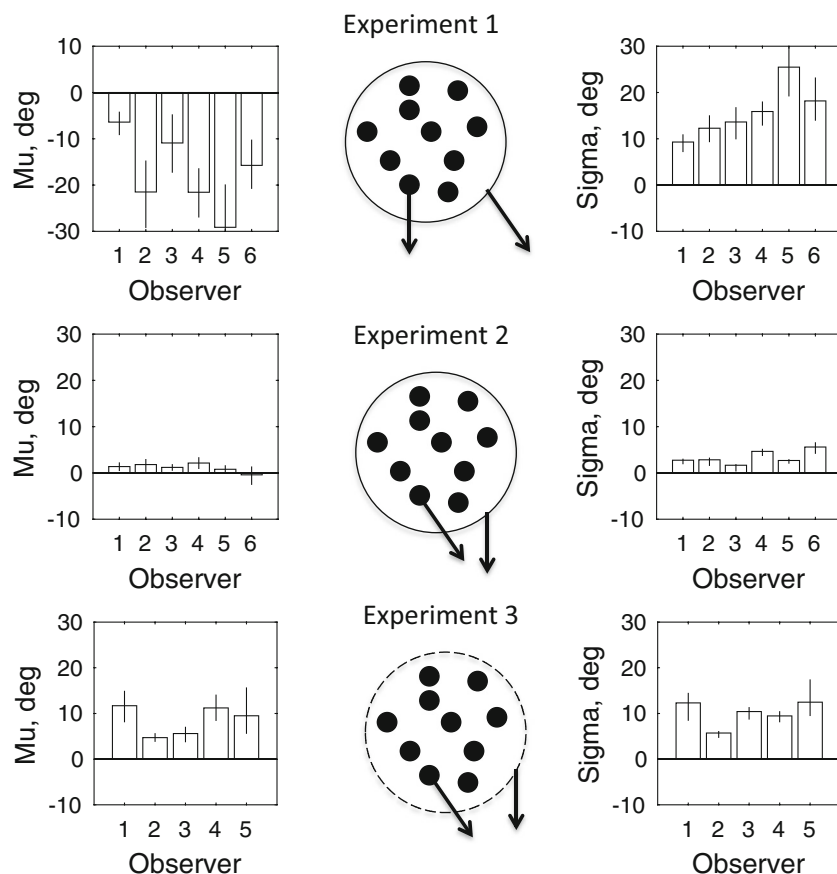 Experiment 1
10
0
-10
-20
-30
Mu, deg
1 2 3 4 5 6
Observer
30
20
10
0
-10
Sigma, deg
1 2 3 4 5 6
Observer
Experiment 2
30
20
10
0
-10
Mu, deg
1 2 3 4 5 6
Observer
30
20
10
0
-10
Sigma, deg
1 2 3 4 5 6
Observer
Experiment 3
30
20
10
0
-10
Mu, deg
1 2 3 4 5
Observer
30
20
10
0
-10
Sigma, deg
1 2 3 4 5
Observer